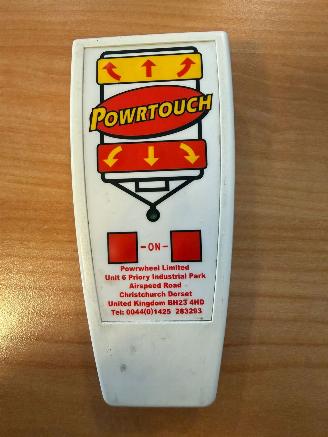 POWRTOUCH
-ON-
Powrwheel Limited
Unit 6 Priory Industrial Park
Airspeed Road
Christchurch Dorset
United Kingdom BH23 4HD
Tel: 0044(0)1425 283293